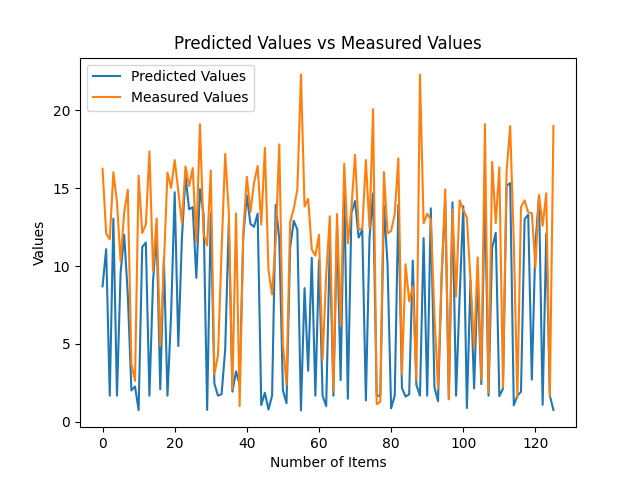 Predicted Values vs Measured Values
Predicted Values
Measured Values
20
15
10
5
0
Values
0 20 40 60 80 100 120
Number of Items